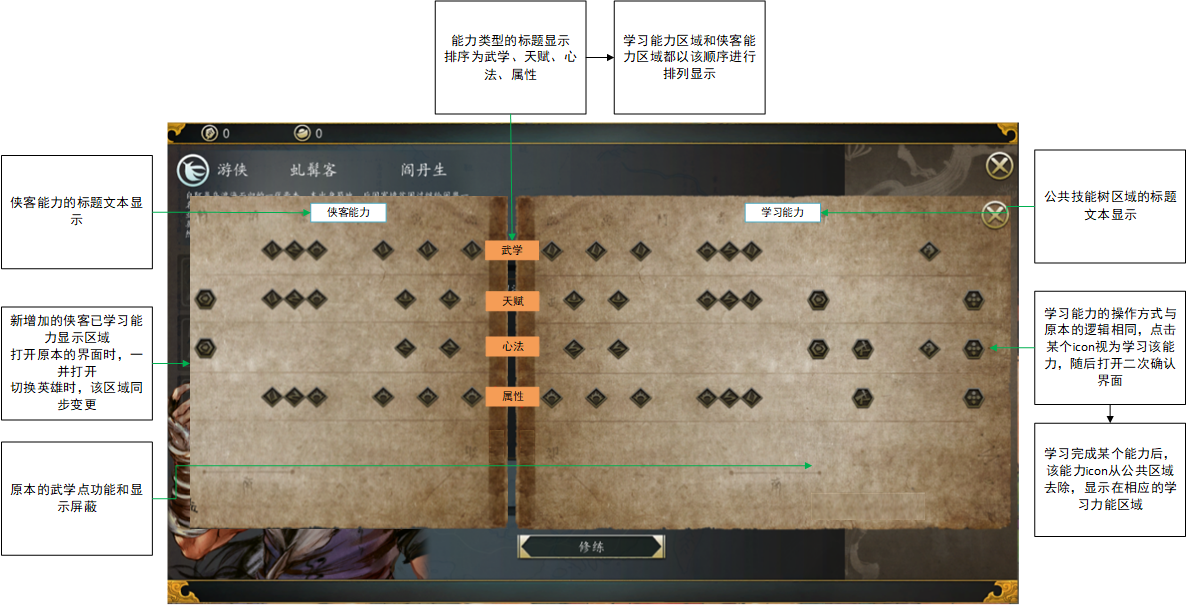 能力类型的标题显示
排序为武学、天赋、心
法、属性
学习能力区域和侠客能
力区域都以该顺序进行
排列显示
0
0
游侠 虬髯客 阎丹生
侠客能力的标题文本显
示
侠客能力
学习能力
公共技能树区域的标题
文本显示
武学
天赋
心法
属性
新增加的侠客已学习能
力显示区域
打开原本的界面时，一
并打开
切换英雄时，该区域同
步变更
学习能力的操作方式与
原本的逻辑相同，点击
某个icon视为学习该能
力，随后打开二次确认
界面
原本的武学点功能和显
示屏蔽
学习完成某个能力后，
该能力icon从公共区域
去除，显示在相应的学
习力能区域
修练